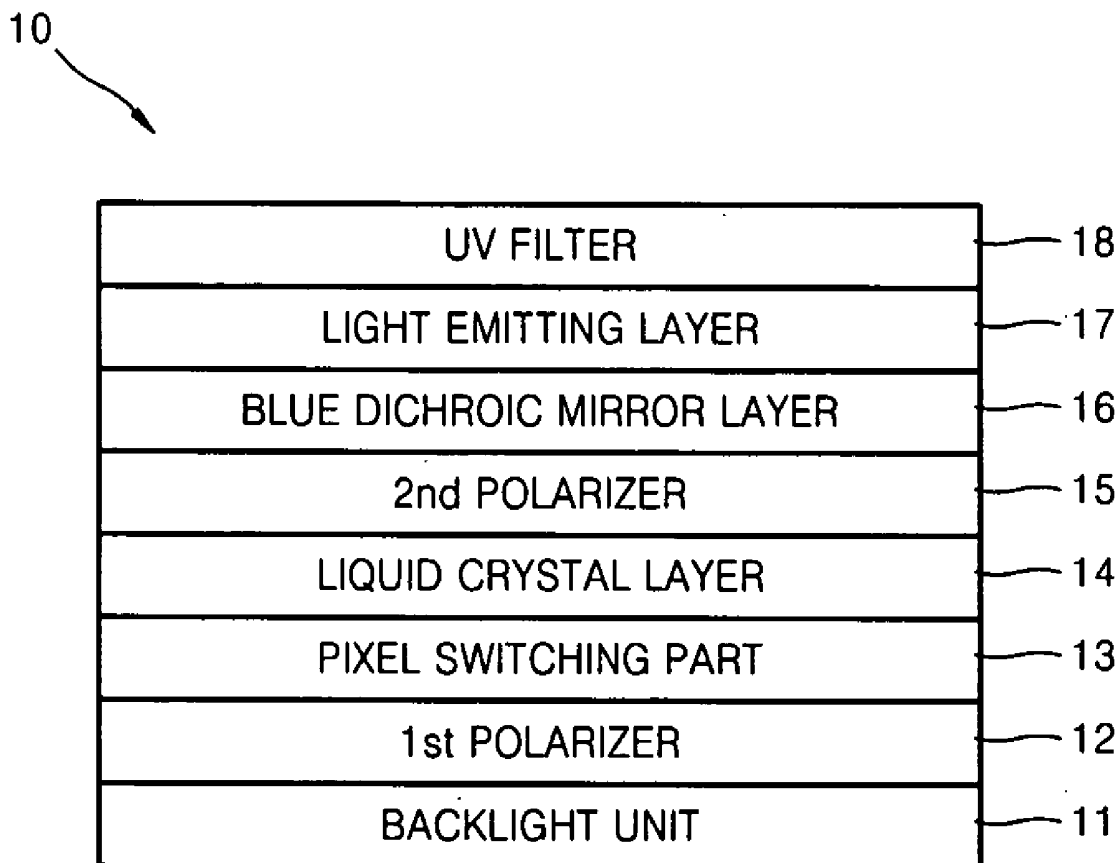 10
UV FILTER 18
LIGHT EMITTING LAYER 17
BLUE DICHROIC MIRROR LAYER 16
2nd POLARIZER 15
LIQUID CRYSTAL LAYER 14
PIXEL SWITCHING PART 13
1st POLARIZER 12
BACKLIGHT UNIT 11